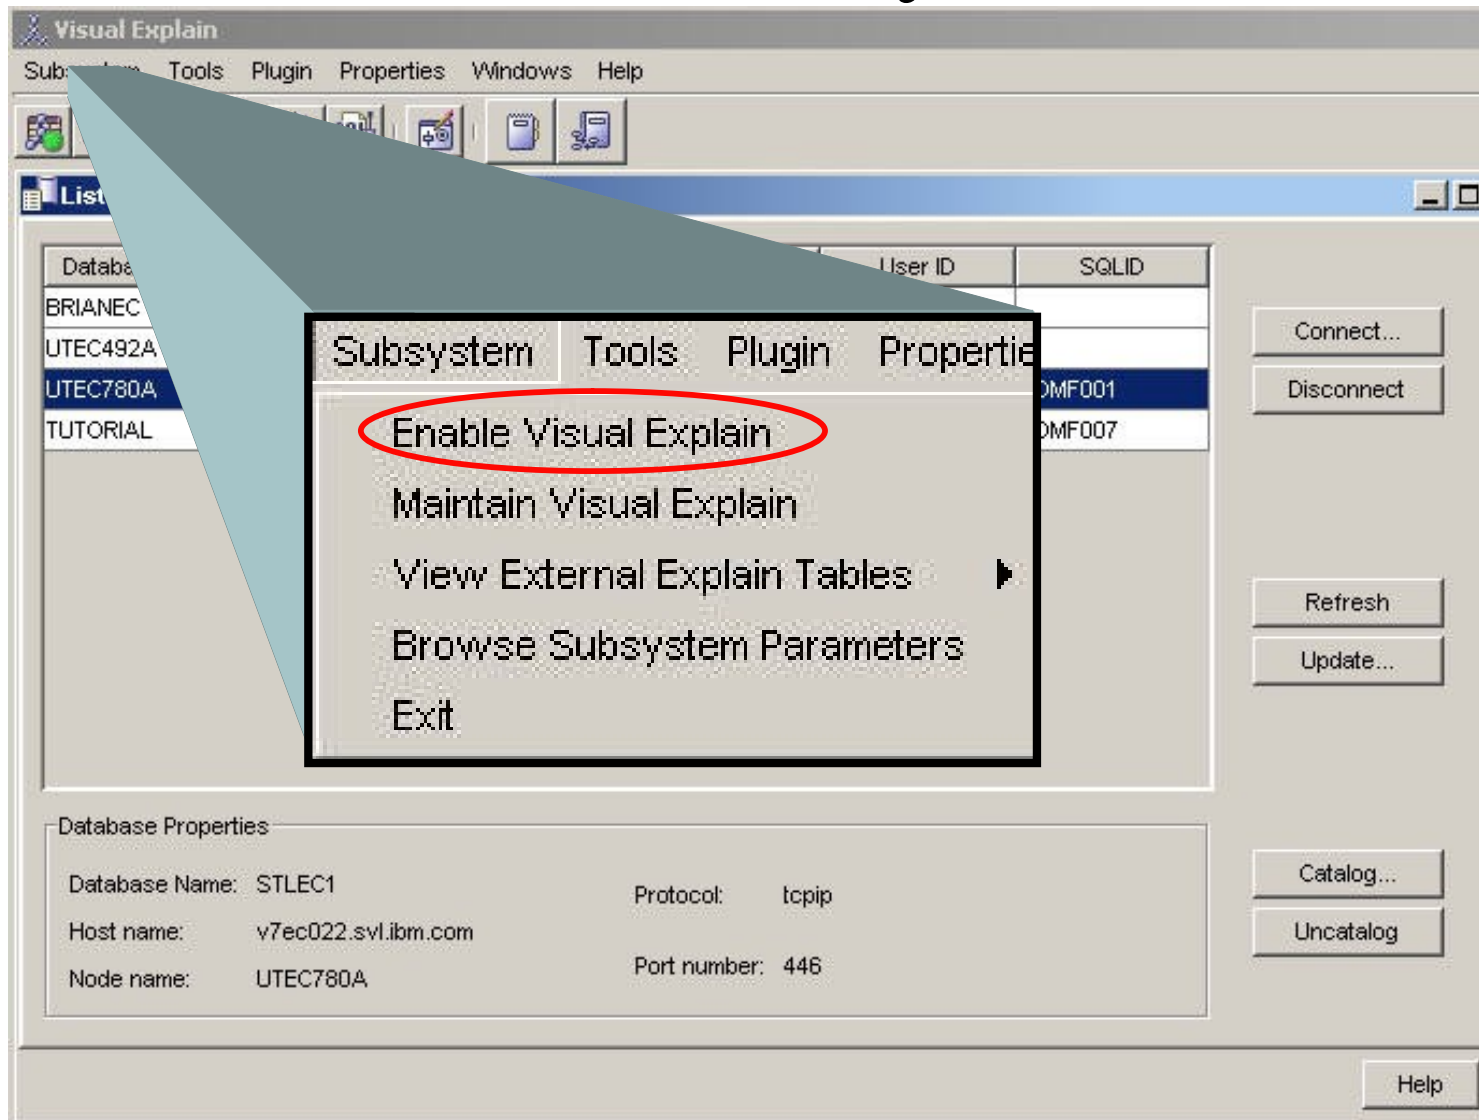 Visual Explain
Tools Plugin Properties Windows Help
List
User ID SQLID
BRIANEC
UTEC492A
UTEC780A DMF001
TUTORIAL DMF007
Subsystem Tools Plugin
Enable Visual Explain
Maintain Visual Explain
View External Explain Tables
Browse Subsystem Parameters
Exit
Connect...
Disconnect
Refresh
Update...
Database Properties
Database Name: STLEC1
Protocol: tcpip
Host name: v7ec022.svl.ibm.com
Port number: 446
Node name: UTEC780A
Catalog...
Uncatalog
Help